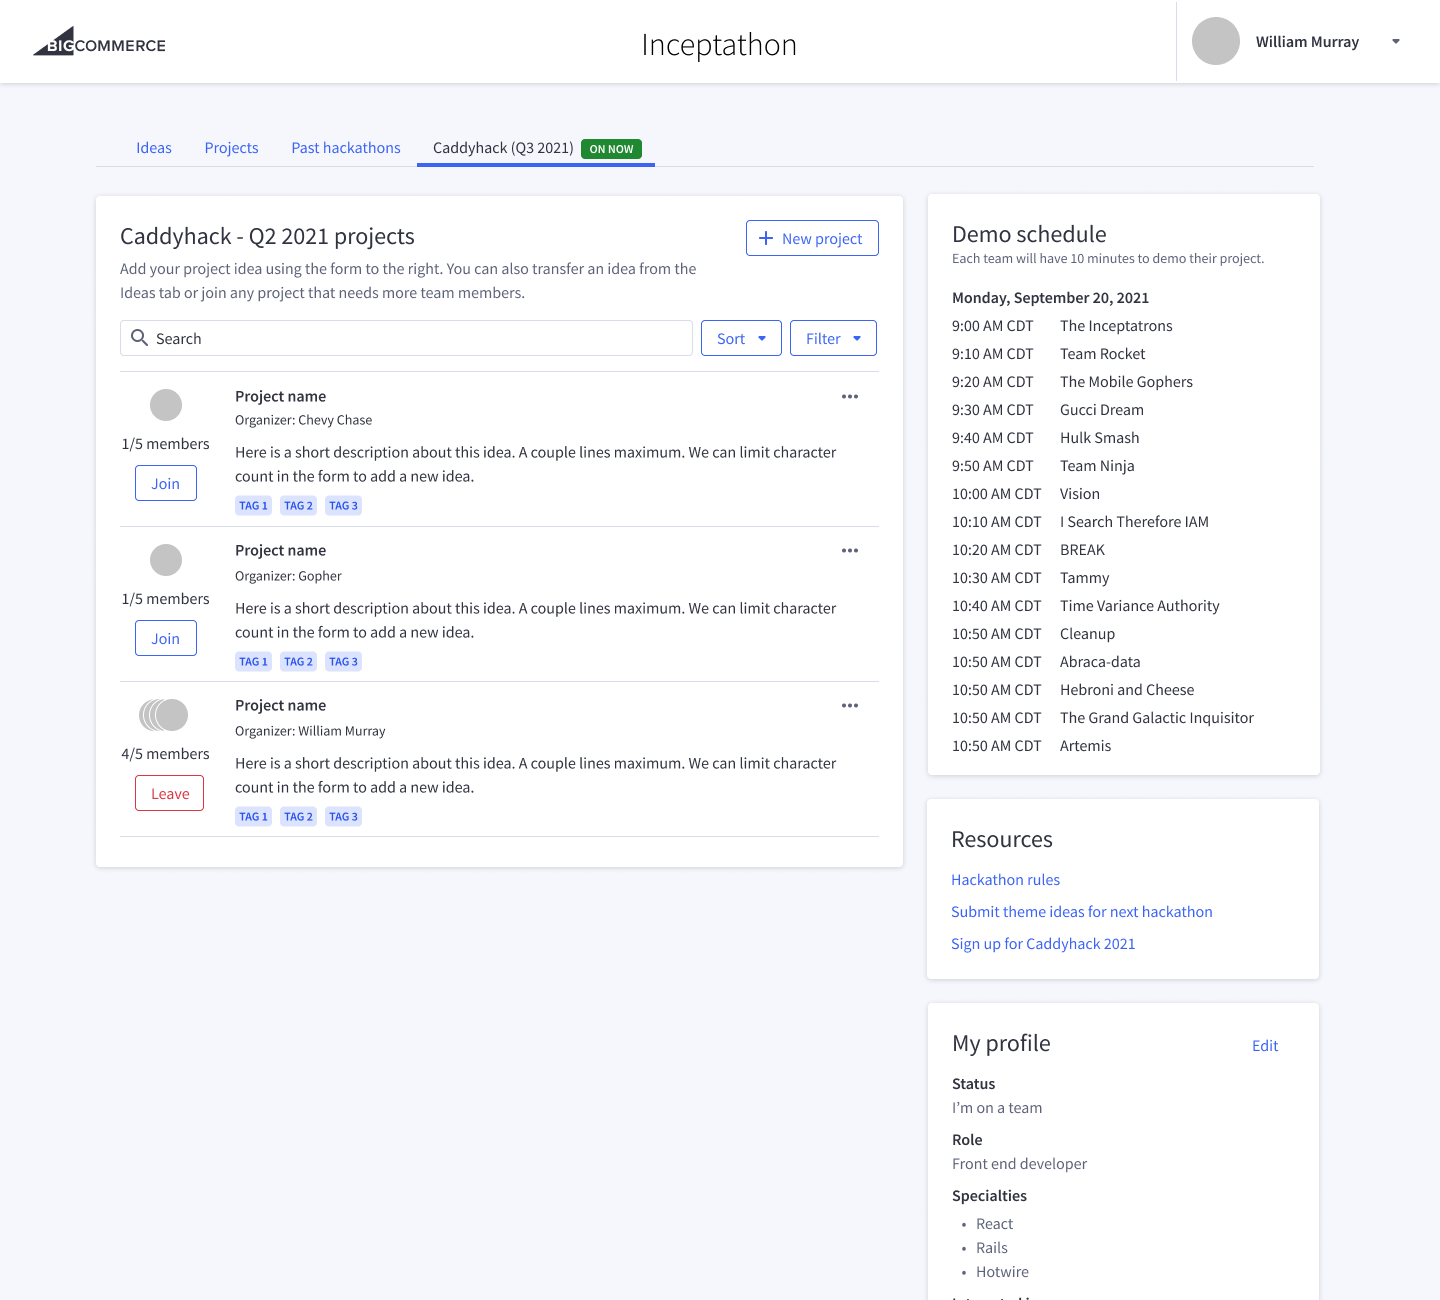 BIGCOMMERCE
Inceptathon
William Murray
Ideas
Projects
Past hackathons
Caddyhack (Q3 2021)
ON NOW
Caddyhack - Q2 2021 projects
New project
Add your project idea using the form to the right. You can also transfer an idea from the
Ideas tab or join any project that needs more team members.
Search
Sort
Filter
1/5 members
Join
Project name
Organizer: Chevy Chase
Here is a short description about this idea. A couple lines maximum. We can limit character
count in the form to add a new idea.
TAG 1 TAG 2 TAG 3
1/5 members
Join
Project name
Organizer: Gopher
Here is a short description about this idea. A couple lines maximum. We can limit character
count in the form to add a new idea.
TAG 1 TAG 2 TAG 3
4/5 members
Leave
Project name
Organizer: William Murray
Here is a short description about this idea. A couple lines maximum. We can limit character
count in the form to add a new idea.
TAG 1 TAG 2 TAG 3
Demo schedule
Each team will have 10 minutes to demo their project.
Monday, September 20, 2021
9:00 AM CDT The Inceptatrons
9:10 AM CDT Team Rocket
9:20 AM CDT The Mobile Gophers
9:30 AM CDT Gucci Dream
9:40 AM CDT Hulk Smash
9:50 AM CDT Team Ninja
10:00 AM CDT Vision
10:10 AM CDT I Search Therefore IAM
10:20 AM CDT BREAK
10:30 AM CDT Tammy
10:40 AM CDT Time Variance Authority
10:50 AM CDT Cleanup
10:50 AM CDT Abraca-data
10:50 AM CDT Hebroni and Cheese
10:50 AM CDT The Grand Galactic Inquisitor
10:50 AM CDT Artemis
Resources
Hackathon rules
Submit theme ideas for next hackathon
Sign up for Caddyhack 2021
My profile
Edit
Status
I'm on a team
Role
Front end developer
Specialties
• React
• Rails
• Hotwire